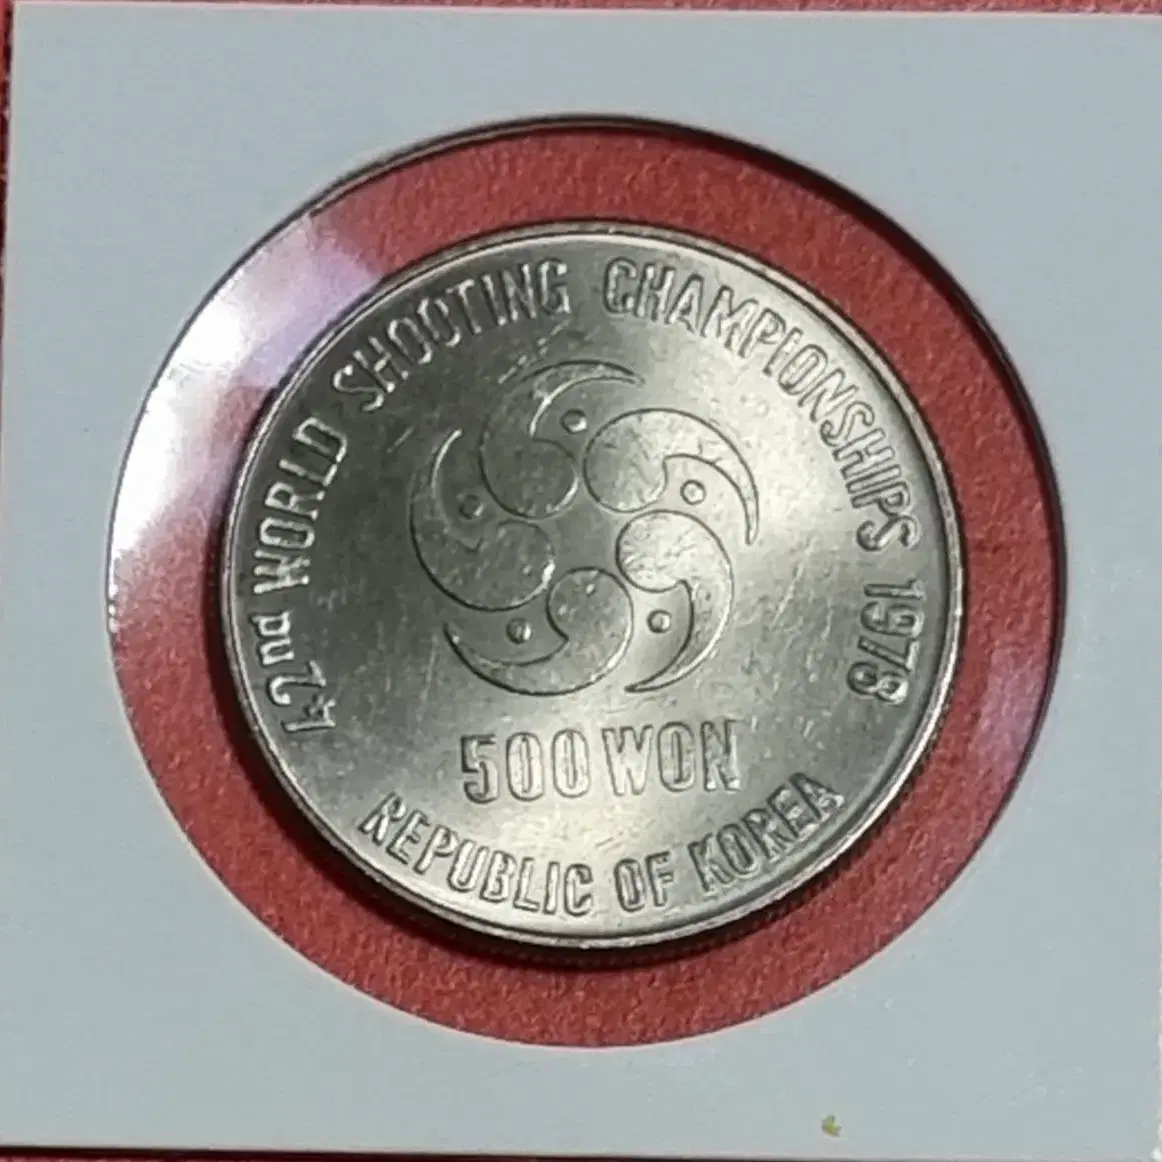 42nd WORLD SHOOTING CHAMPIONSHIPS 1978
500 WON
REPUBLIC OF KOREA